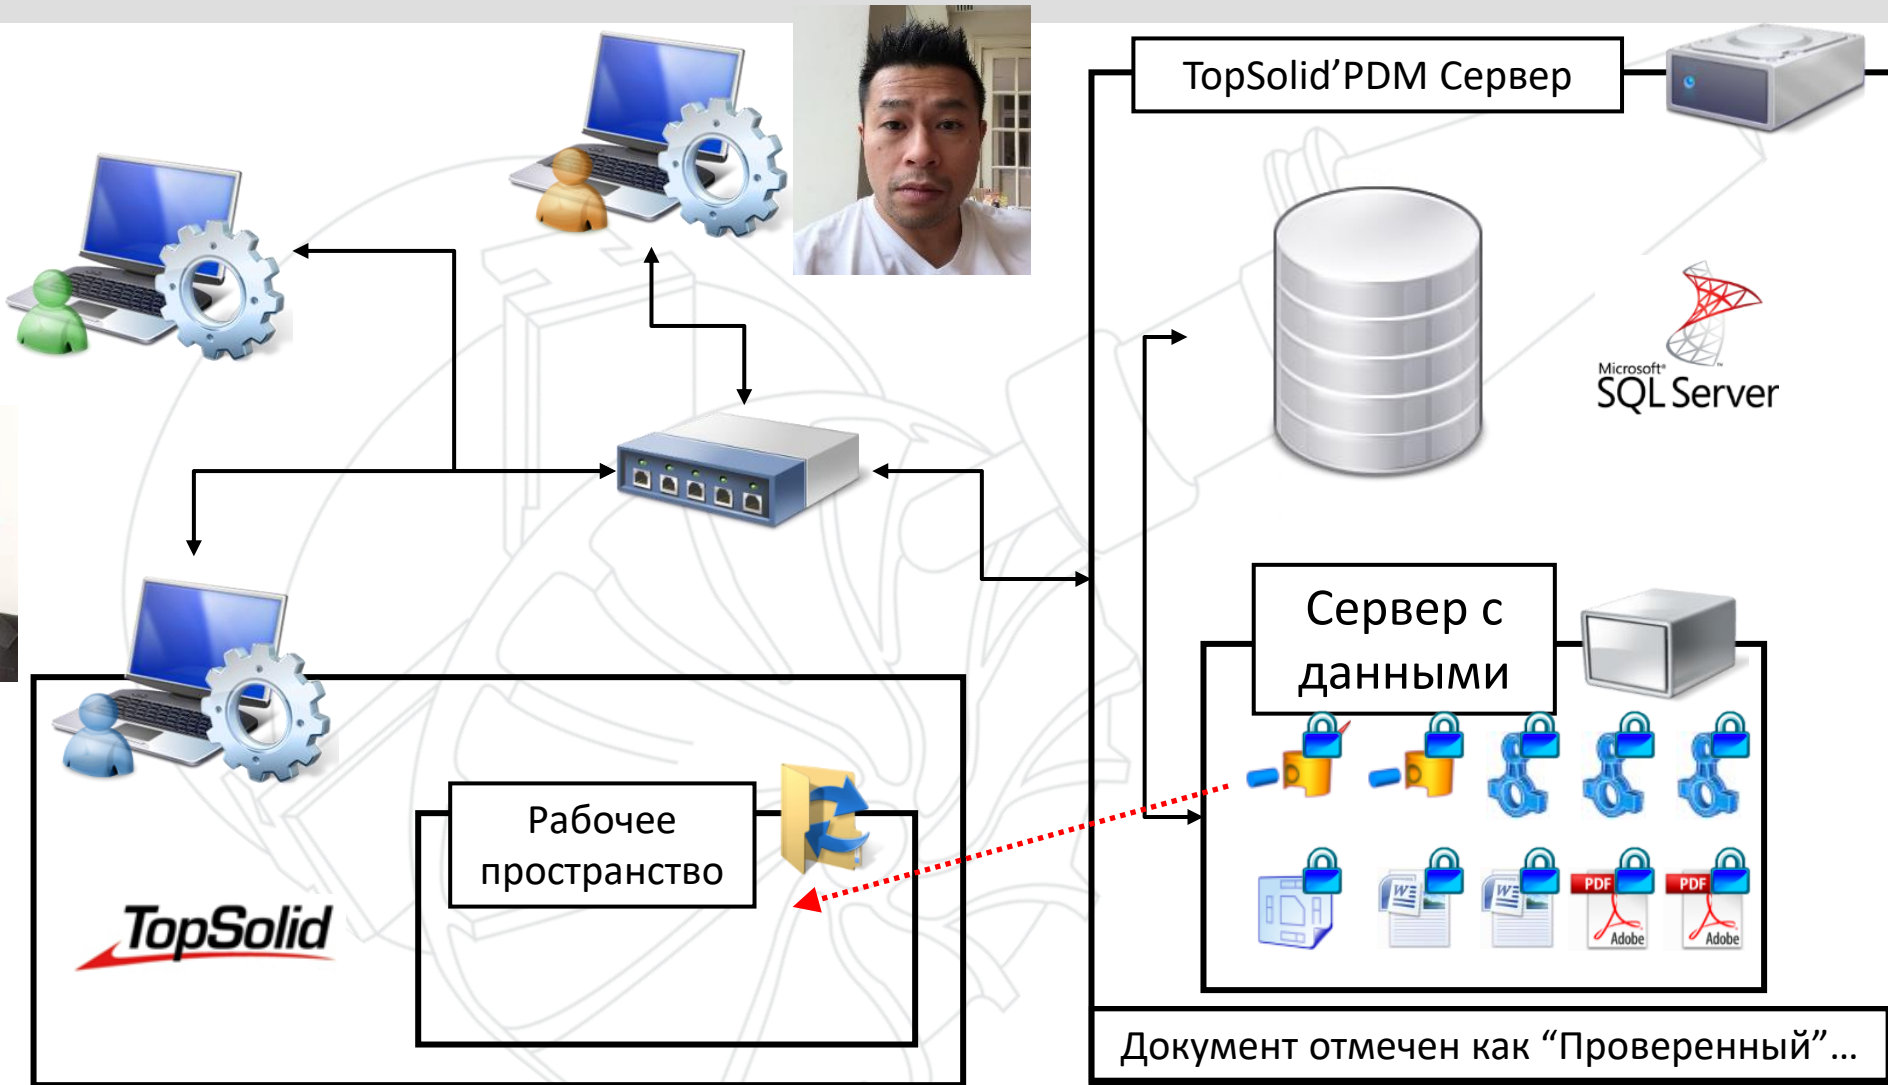 TopSolid’PDM Сервер
Microsoft®
SQL Server
Сервер с
данными
Рабочее
пространство
TopSolid
W
W
PDF
PDF
Adobe
Adobe
Документ отмечен как “Проверенный”…